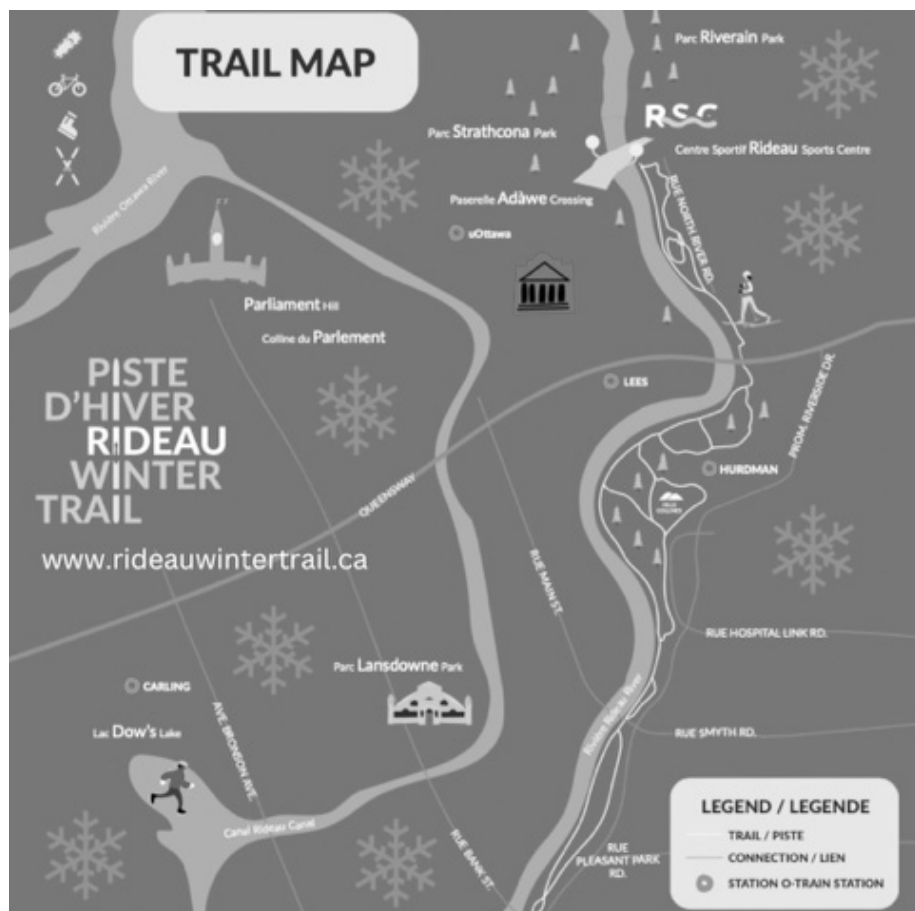 TRAIL MAP
Parc Riverain Park
RSC
Parc Strathcona Park
Centre Sportif Rideau Sports Centre
Rivière Ottawa River
Paserelle Adàwe Crossing
RUE NORTH RIVER RD.
uOttawa
Parliament Hill
Colline du Parlement
PISTE
D'HIVER
RIDEAU
WINTER
TRAIL
LEES
PROM. RIVERSIDE DR.
HURDMAN
QUEENSWAY
www.rideauwintertrail.ca
RUE MAIN ST.
RUE HOSPITAL LINK RD.
Parc Lansdowne Park
CARLING
AVE. BRONSON AVE.
Rivière Rideau River
Lac Dow's Lake
RUE SMYTH RD.
Canal Rideau Canal
RUE BANK ST.
RUE
PLEASANT PARK
RD.
LEGEND / LEGENDE
TRAIL / PISTE
CONNECTION / LIEN
STATION O-TRAIN STATION